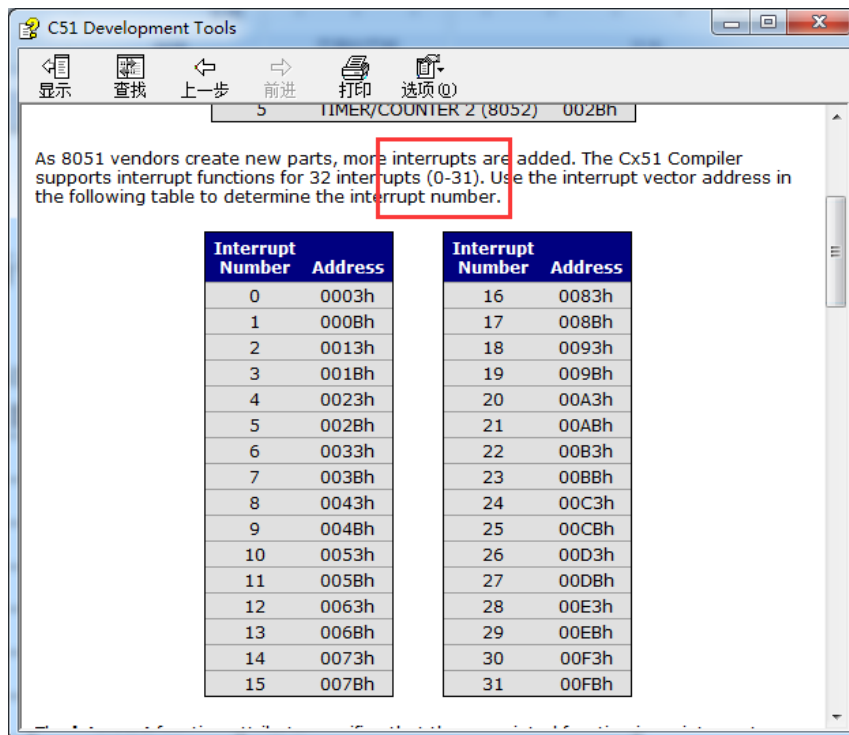 C51 Development Tools
显示 查找 上一步 前进 打印 选项(O)
5 TIMER/COUNTER 2 (8052) 002Bh
As 8051 vendors create new parts, more interrupts are added. The Cx51 Compiler
supports interrupt functions for 32 interrupts (0-31). Use the interrupt vector address in
the following table to determine the interrupt number.
Interrupt Interrupt
Number Address Number Address
0 0003h 16 0083h
1 000Bh 17 008Bh
2 0013h 18 0093h
3 001Bh 19 009Bh
4 0023h 20 00A3h
5 002Bh 21 00ABh
6 0033h 22 00B3h
7 003Bh 23 00BBh
8 0043h 24 00C3h
9 004Bh 25 00CBh
10 0053h 26 00D3h
11 005Bh 27 00DBh
12 0063h 28 00E3h
13 006Bh 29 00EBh
14 0073h 30 00F3h
15 007Bh 31 00FBh